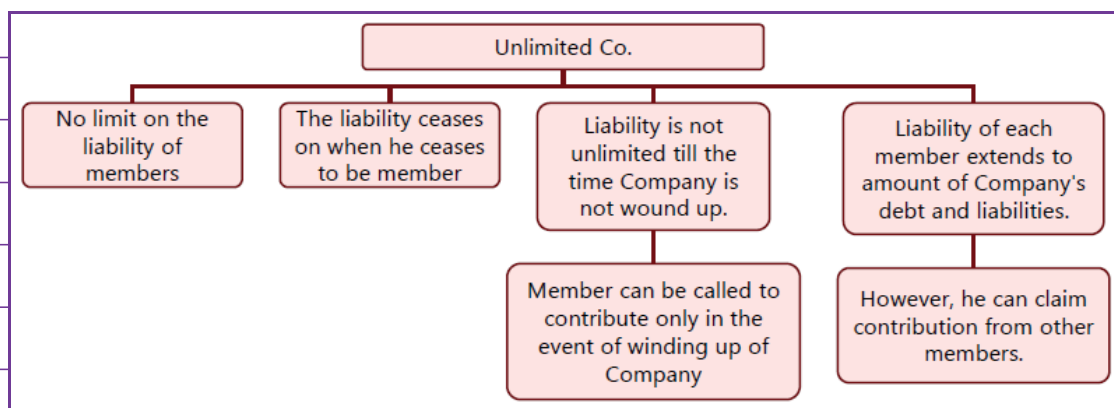 Unlimited Co.
No limit on the
liability of
members
The liability ceases
on when he ceases
to be member
Liability is not
unlimited till the
time Company is
not wound up.
Liability of each
member extends to
amount of Company's
debt and liabilities.
Member can be called to
contribute only in the
event of winding up of
Company
However, he can claim
contribution from other
members.